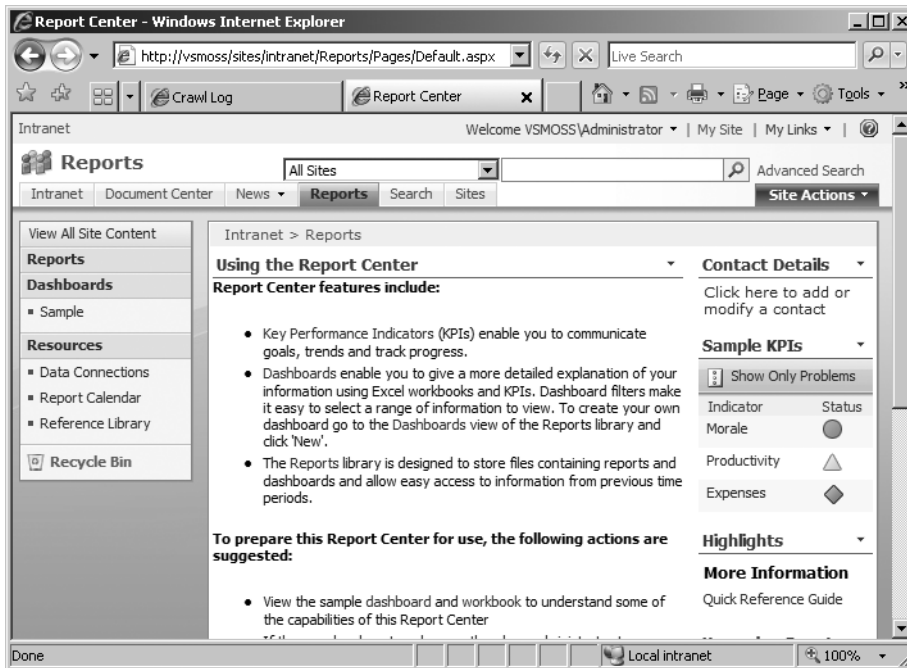 Report Center - Windows Internet Explorer
http://vsmoss/sites/intranet/Reports/Pages/Default.aspx
Live Search
Crawl Log
Report Center
Page
Tools
Intranet
Welcome VSMOSS\Administrator
My Site
My Links
Reports
All Sites
Advanced Search
Intranet
Document Center
News
Reports
Search
Sites
Site Actions
View All Site Content
Reports
Dashboards
Sample
Resources
Data Connections
Report Calendar
Reference Library
Recycle Bin
Intranet > Reports
Using the Report Center
Report Center features include:
Key Performance Indicators (KPIs) enable you to communicate
goals, trends and track progress.
Dashboards enable you to give a more detailed explanation of your
information using Excel workbooks and KPIs. Dashboard filters make
it easy to select a range of information to view. To create your own
dashboard go to the Dashboards view of the Reports library and
click 'New'.
The Reports library is designed to store files containing reports and
dashboards and allow easy access to information from previous time
periods.
To prepare this Report Center for use, the following actions are
suggested:
View the sample dashboard and workbook to understand some of
the capabilities of this Report Center
Contact Details
Click here to add or
modify a contact
Sample KPIs
Show Only Problems
Indicator Status
Morale
Productivity
Expenses
Highlights
More Information
Quick Reference Guide
Done
Local intranet
100%